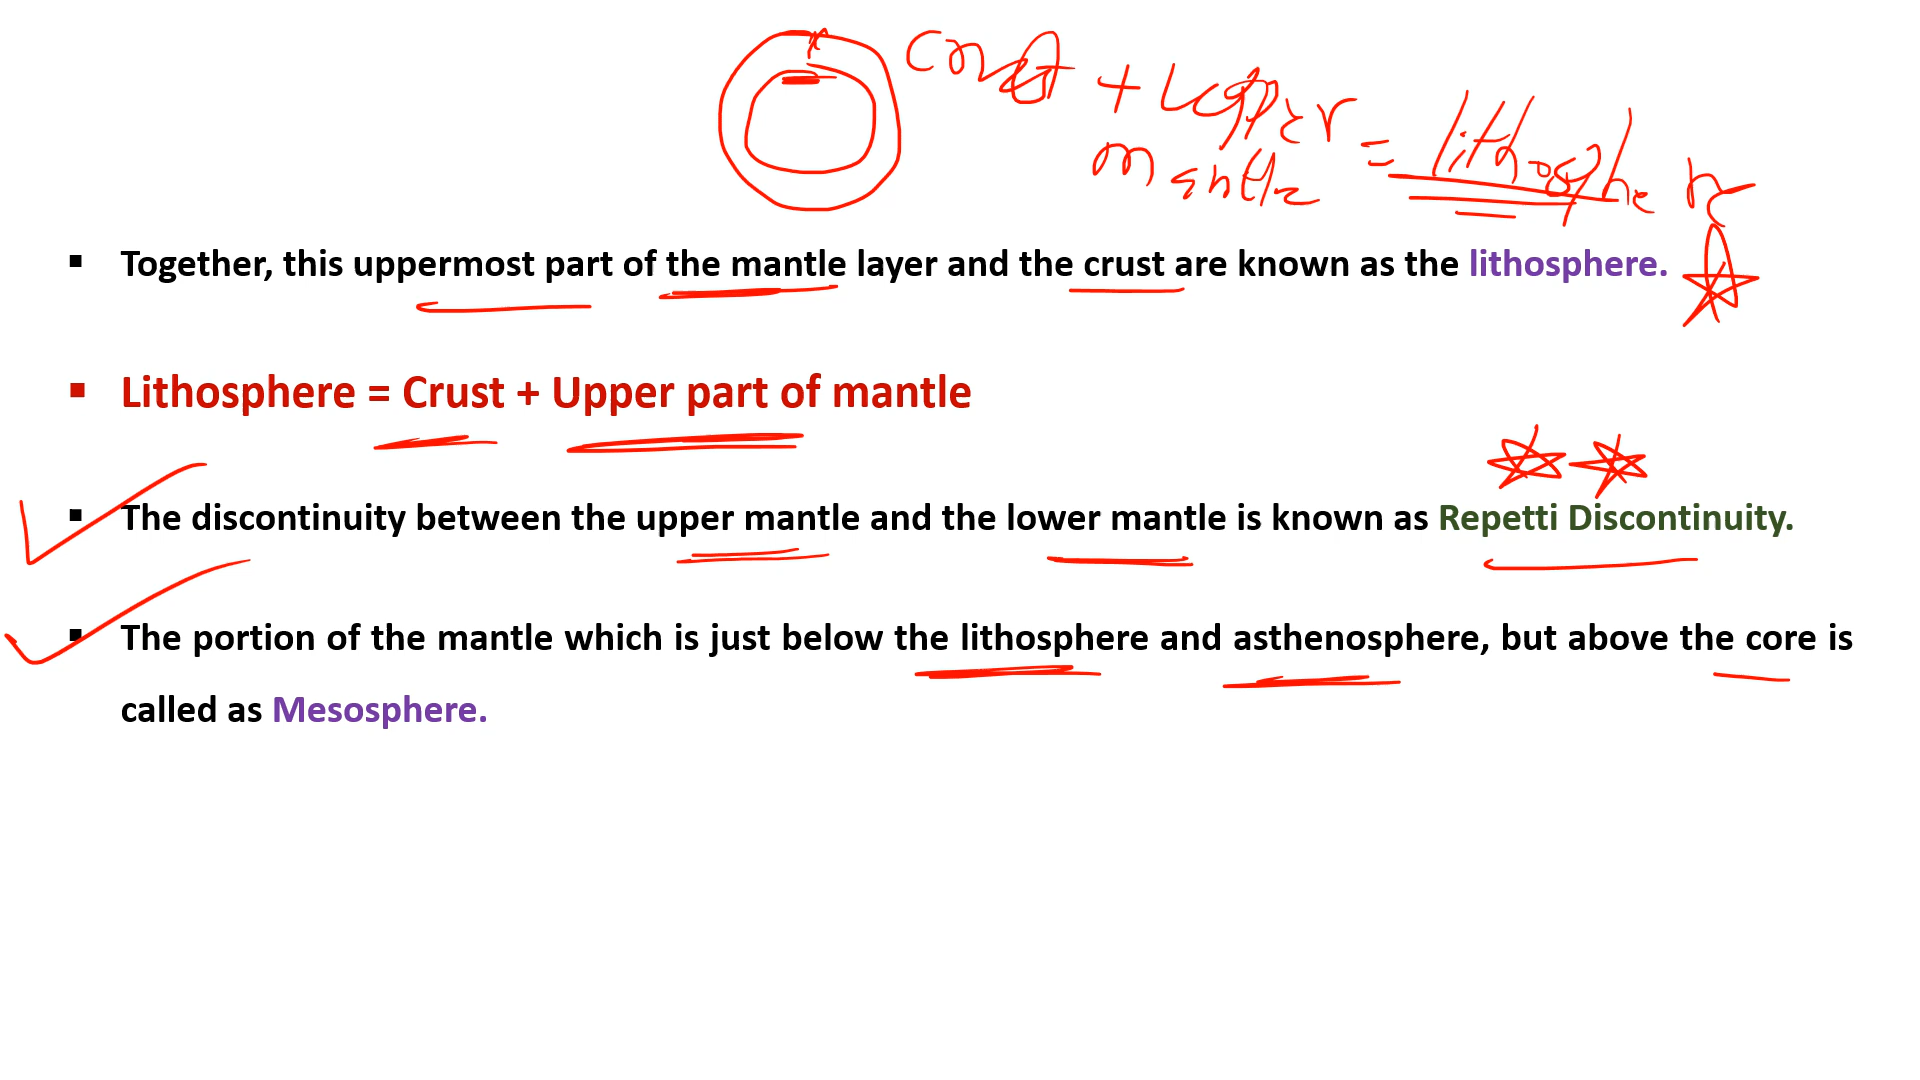 crust + Upper = lithospher
mantle
▪ Together, this uppermost part of the mantle layer and the crust are known as the lithosphere.
▪ Lithosphere = Crust + Upper part of mantle
▪ The discontinuity between the upper mantle and the lower mantle is known as Repetti Discontinuity.
▪ The portion of the mantle which is just below the lithosphere and asthenosphere, but above the core is
called as Mesosphere.